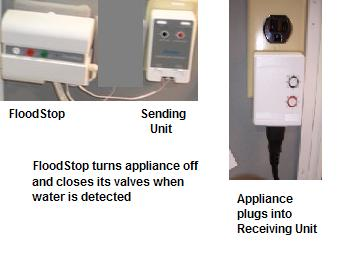 FloodStop
Sending
Unit
FloodStop turns appliance off
and closes its valves when
water is detected
Appliance
plugs into
Receiving Unit